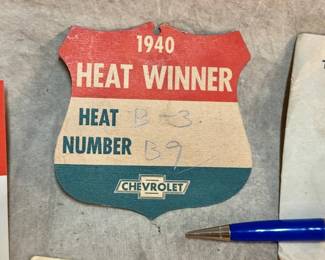 1940
HEAT WINNER
HEAT B-3
NUMBER B9
CHEVROLET